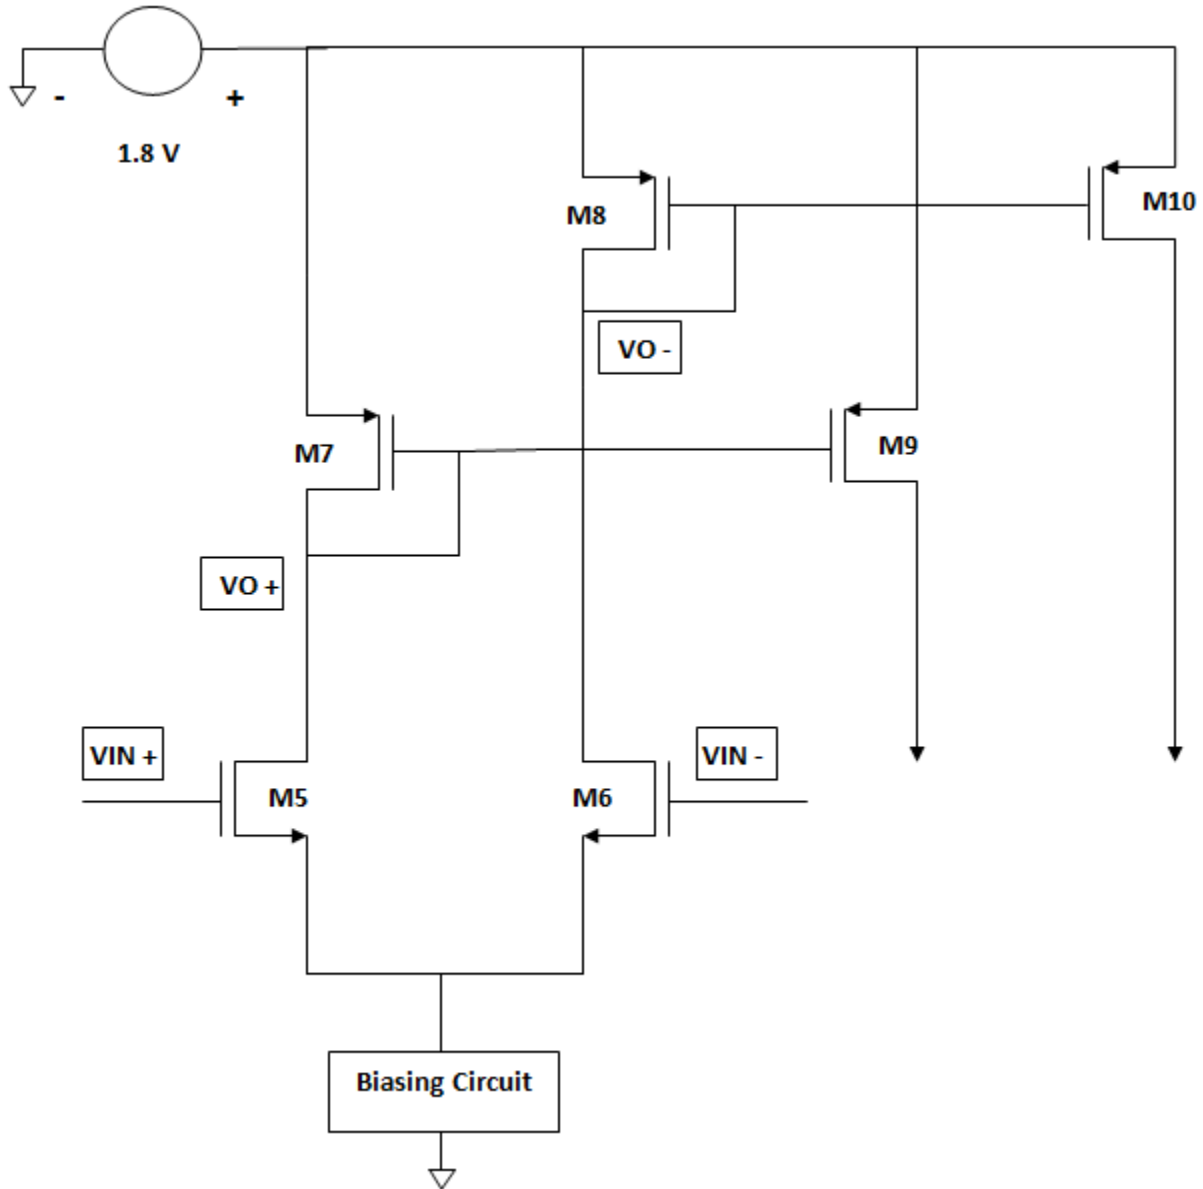 - +
1.8 V
M8
M10
VO -
M7
M9
VO +
VIN +
VIN -
M5
M6
Biasing Circuit